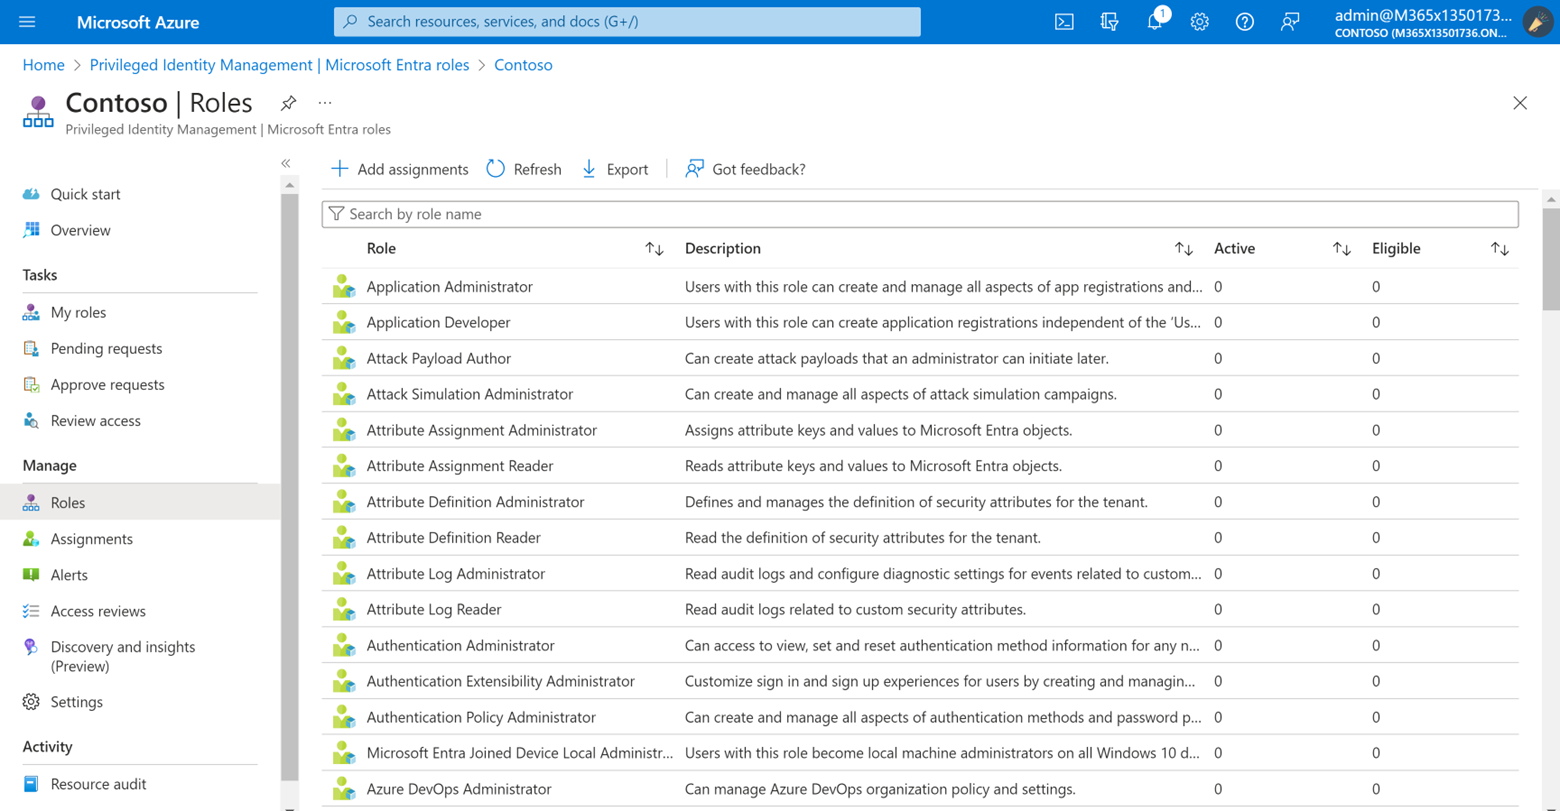 Microsoft Azure
Search resources, services, and docs (G+/)
1
admin@M365x1350173...
CONTOSO (M365X13501736.ON...
Home > Privileged Identity Management | Microsoft Entra roles > Contoso
Contoso | Roles
Privileged Identity Management | Microsoft Entra roles
Quick start
Overview
Tasks
My roles
Pending requests
Approve requests
Review access
Manage
Roles
Assignments
Alerts
Access reviews
Discovery and insights
(Preview)
Settings
Activity
Resource audit
Add assignments Refresh Export Got feedback?
Search by role name
Role Description Active Eligible
Application Administrator Users with this role can create and manage all aspects of app registrations and... 0 0
Application Developer Users with this role can create application registrations independent of the 'Us... 0 0
Attack Payload Author Can create attack payloads that an administrator can initiate later. 0 0
Attack Simulation Administrator Can create and manage all aspects of attack simulation campaigns. 0 0
Attribute Assignment Administrator Assigns attribute keys and values to Microsoft Entra objects. 0 0
Attribute Assignment Reader Reads attribute keys and values to Microsoft Entra objects. 0 0
Attribute Definition Administrator Defines and manages the definition of security attributes for the tenant. 0 0
Attribute Definition Reader Read the definition of security attributes for the tenant. 0 0
Attribute Log Administrator Read audit logs and configure diagnostic settings for events related to custom... 0 0
Attribute Log Reader Read audit logs related to custom security attributes. 0 0
Authentication Administrator Can access to view, set and reset authentication method information for any n... 0 0
Authentication Extensibility Administrator Customize sign in and sign up experiences for users by creating and managin... 0 0
Authentication Policy Administrator Can create and manage all aspects of authentication methods and password p... 0 0
Microsoft Entra Joined Device Local Administr... Users with this role become local machine administrators on all Windows 10 d... 0 0
Azure DevOps Administrator Can manage Azure DevOps organization policy and settings. 0 0